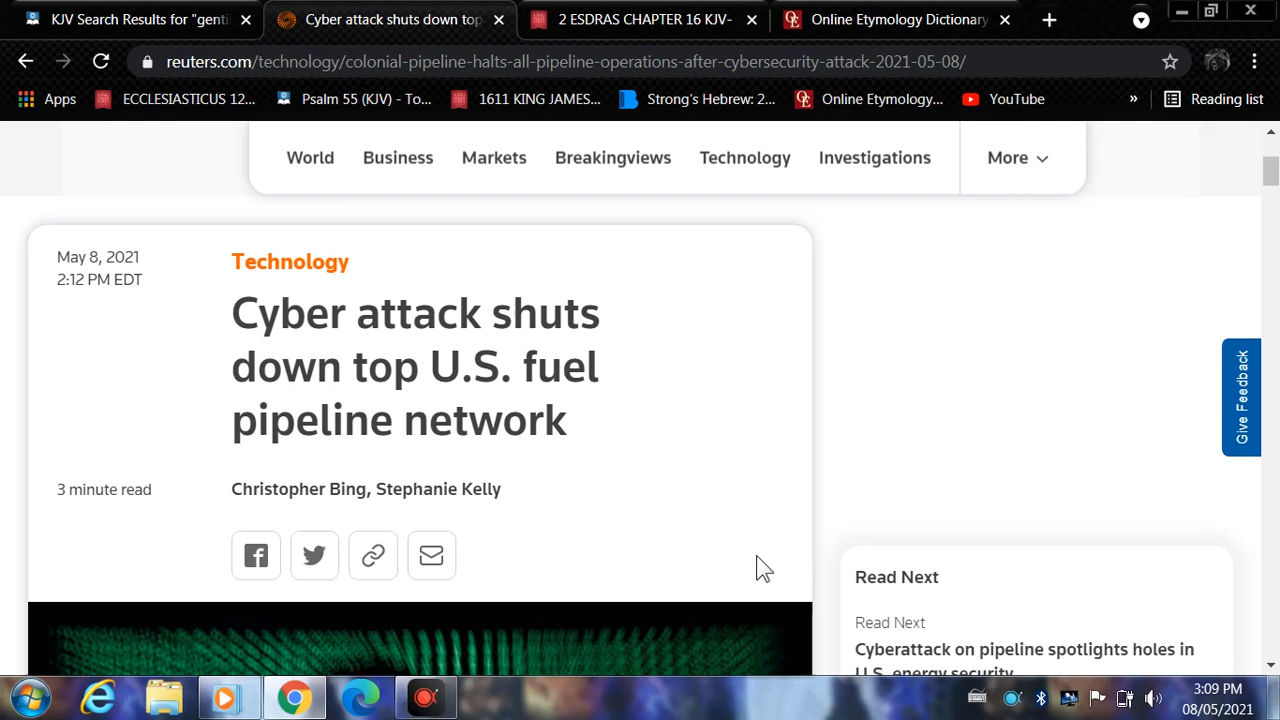 KJV Search Results for "genti
Cyber attack shuts down top
2 ESDRAS CHAPTER 16 KJV-
Online Etymology Dictionary
reuters.com/technology/colonial-pipeline-halts-all-pipeline-operations-after-cybersecurity-attack-2021-05-08/
Apps
ECCLESIASTICUS 12...
Psalm 55 (KJV) - To...
1611 KING JAMES...
Strong's Hebrew: 2...
Online Etymology...
YouTube
»
Reading list
World
Business
Markets
Breakingviews
Technology
Investigations
More
May 8, 2021
2:12 PM EDT
Technology
Cyber attack shuts
down top U.S. fuel
pipeline network
3 minute read
Christopher Bing, Stephanie Kelly
Give Feedback
Read Next
Read Next
Cyberattack on pipeline spotlights holes in
U.S. energy security
3:09 PM
08/05/2021